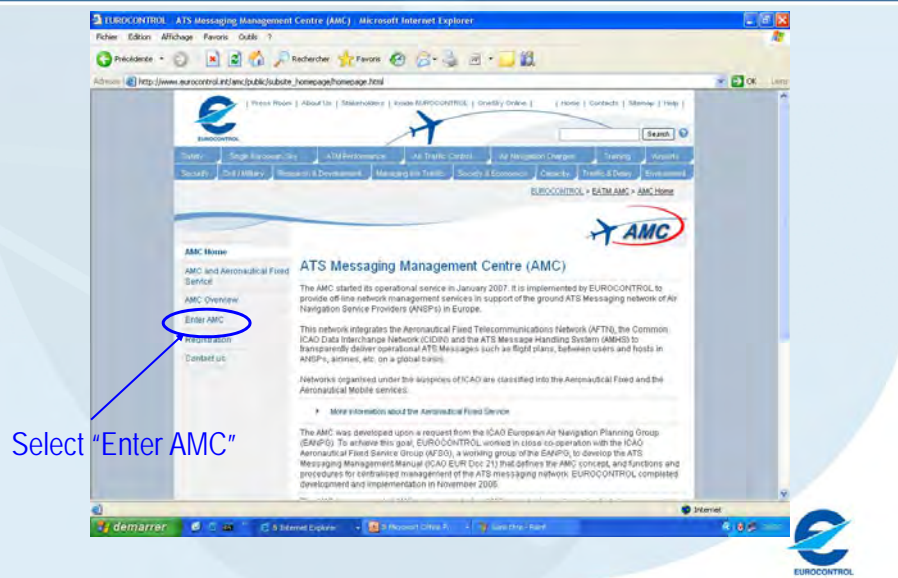 EUROCONTROL - ATS Messaging Management Centre (AMC) - Microsoft Internet Explorer
Fichier Edition Affichage Favoris Outils ?
Précédente Rechercher Favoris
Adresse http://www.eurocontrol.int/amc/public/subsite_homepage/homepage.html OK Liens
| Press Room | About Us | Stakeholders | Inside EUROCONTROL | OneSky Online | | Home | Contacts | Sitemap | Help |
EUROCONTROL
Search
Safety Single European Sky ATM Performance Air Traffic Control Air Navigation Charges Training Airports
Security Civil / Military Research & Development Managing Air Traffic Society & Economics Capacity Traffic & Delay Environment
EUROCONTROL » EATM AMC » AMC Home
AMC
AMC Home
AMC and Aeronautical Fixed
Service
AMC Overview
Enter AMC
Registration
Contact us
ATS Messaging Management Centre (AMC)
The AMC started its operational service in January 2007. It is implemented by EUROCONTROL to
provide off-line network management services in support of the ground ATS Messaging network of Air
Navigation Service Providers (ANSPs) in Europe.
This network integrates the Aeronautical Fixed Telecommunications Network (AFTN), the Common
ICAO Data Interchange Network (CIDIN) and the ATS Message Handling System (AMHS) to
transparently deliver operational ATS Messages such as flight plans, between users and hosts in
ANSPs, airlines, etc. on a global basis.
Networks organised under the auspices of ICAO are classified into the Aeronautical Fixed and the
Aeronautical Mobile services.
More information about the Aeronautical Fixed Service
The AMC was developed upon a request from the ICAO European Air Navigation Planning Group
(EANPG). To achieve this goal, EUROCONTROL worked in close co-operation with the ICAO
Aeronautical Fixed Service Group (AFSG), a working group of the EANPG, to develop the ATS
Messaging Management Manual (ICAO EUR Doc 21) that defines the AMC concept, and functions and
procedures for centralised management of the ATS messaging network. EUROCONTROL completed
development and implementation in November 2006.
Select "Enter AMC"
Internet
démarrer 5 Internet Explorer 3 Microsoft Office P... Sans titre - Paint
EUROCONTROL